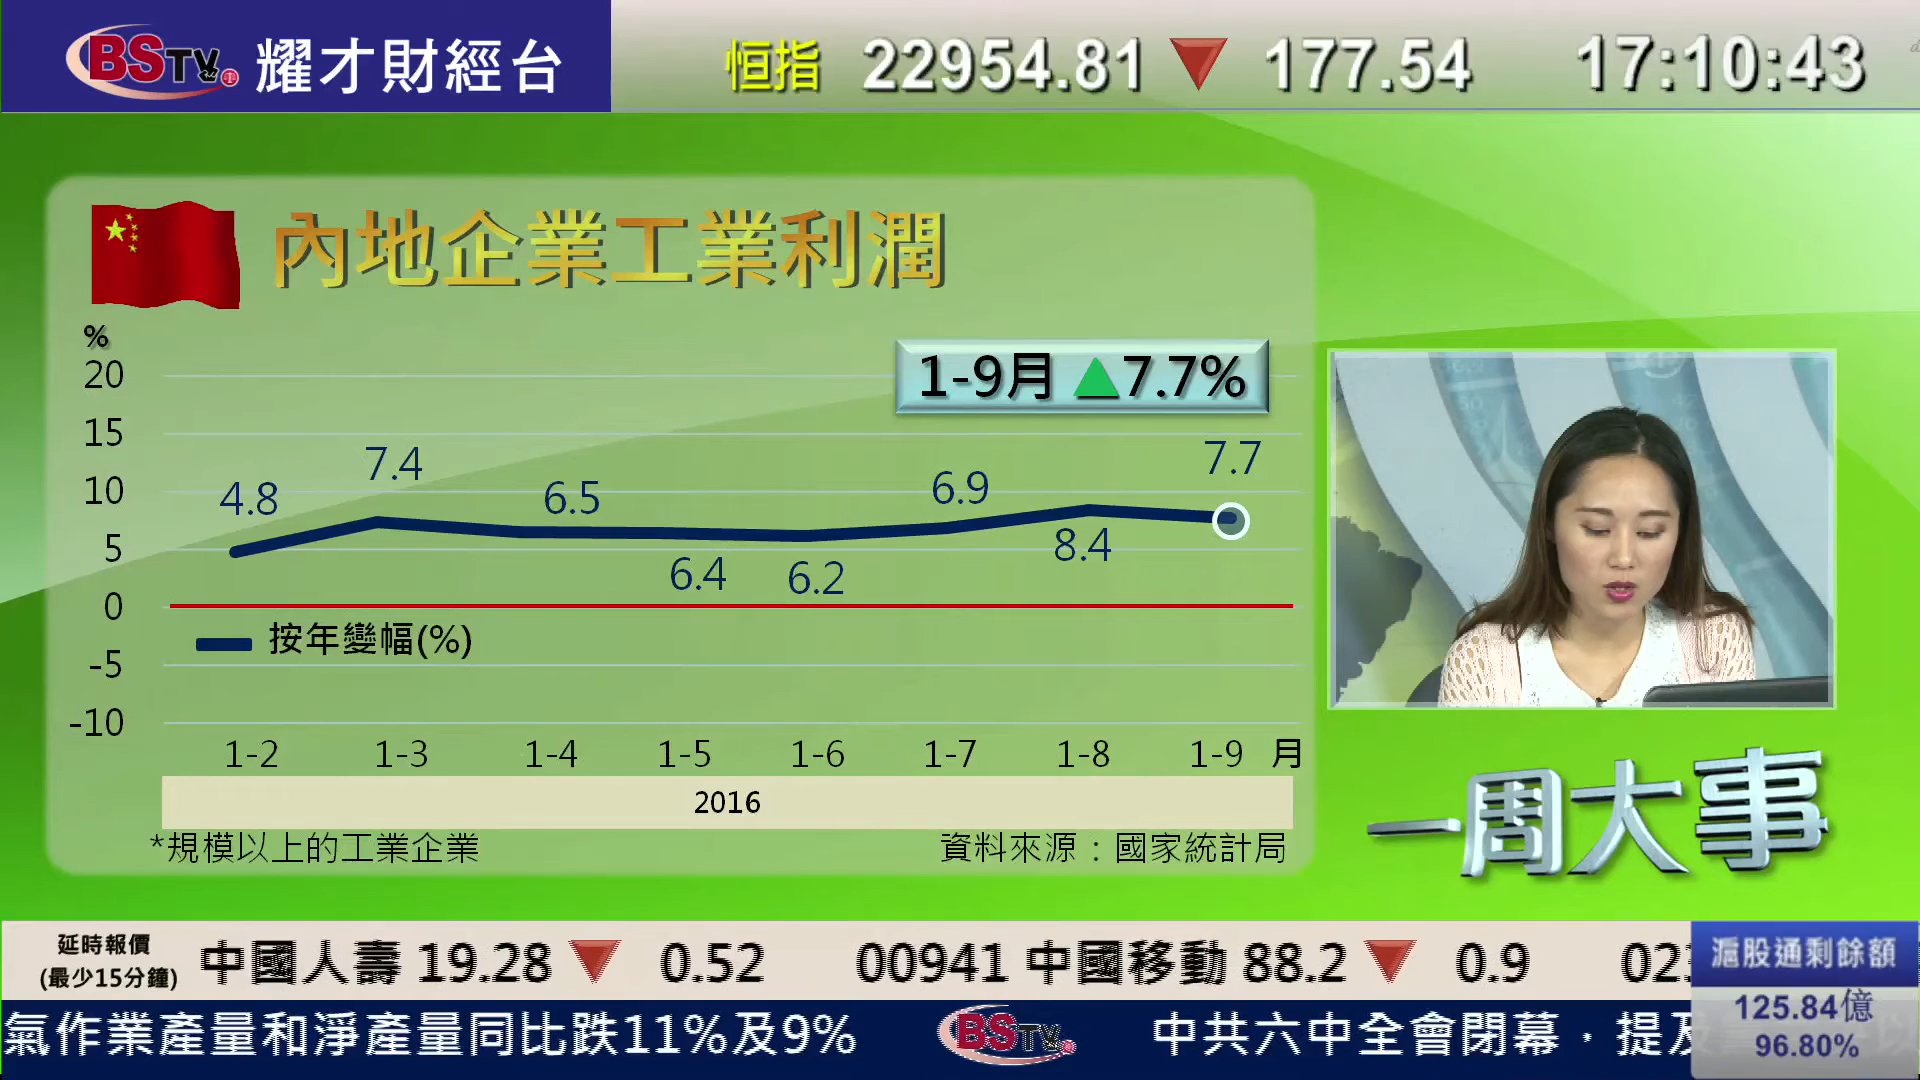 BSTV 耀才財經台
恒指 22954.81 ▼ 177.54 17:10:43
內地企業工業利潤
%
1-9月 ▲7.7%
20
15
10
5
0
-5
-10
4.8
7.4
6.5
6.4
6.2
6.9
8.4
7.7
按年變幅(%)
1-2 1-3 1-4 1-5 1-6 1-7 1-8 1-9 月
2016
*規模以上的工業企業 資料來源：國家統計局
一周大事
延時報價
(最少15分鐘)
中國人壽 19.28 ▼ 0.52 00941 中國移動 88.2 ▼ 0.9 02
滬股通剩餘額
125.84億
96.80%
氣作業產量和淨產量同比跌11%及9% BSTV 中共六中全會閉幕，提及